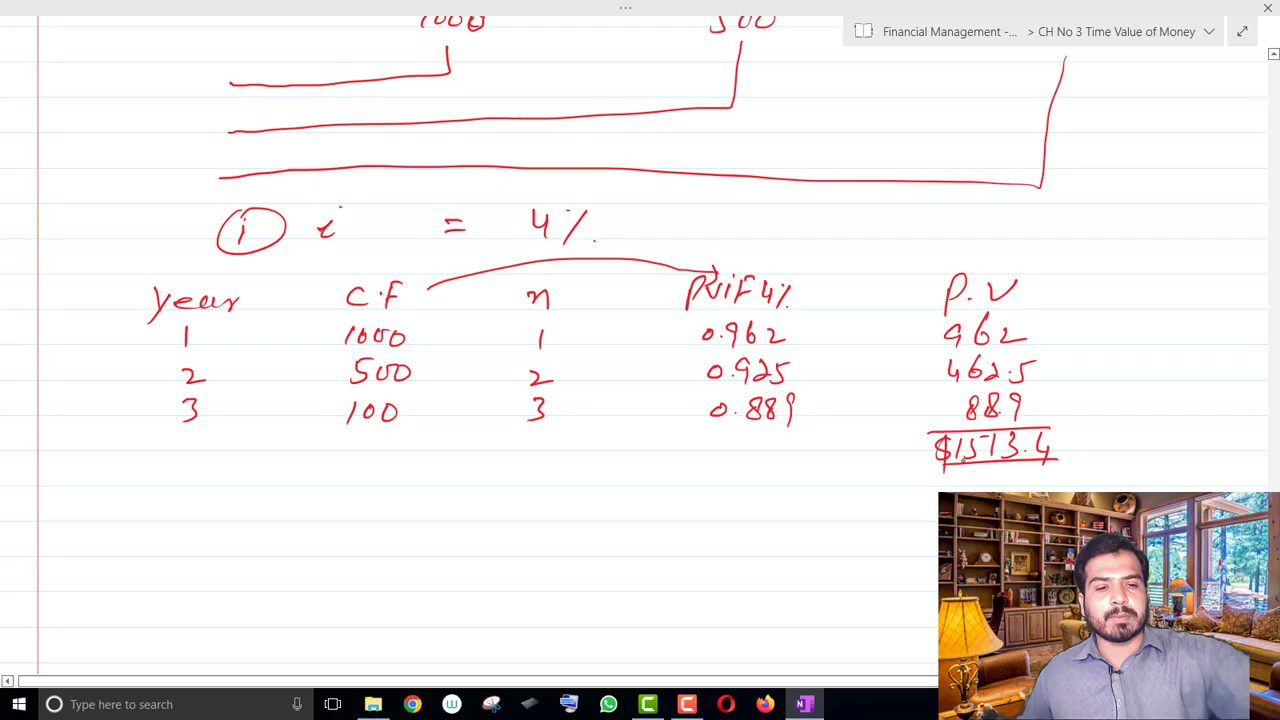 Financial Management -... > CH No 3 Time Value of Money
1000 500
i i = 4%.
year C.F n PViF 4% P.V
1 1000 1 0.962 962
2 500 2 0.925 462.5
3 100 3 0.889 88.9
$1513.4
Type here to search